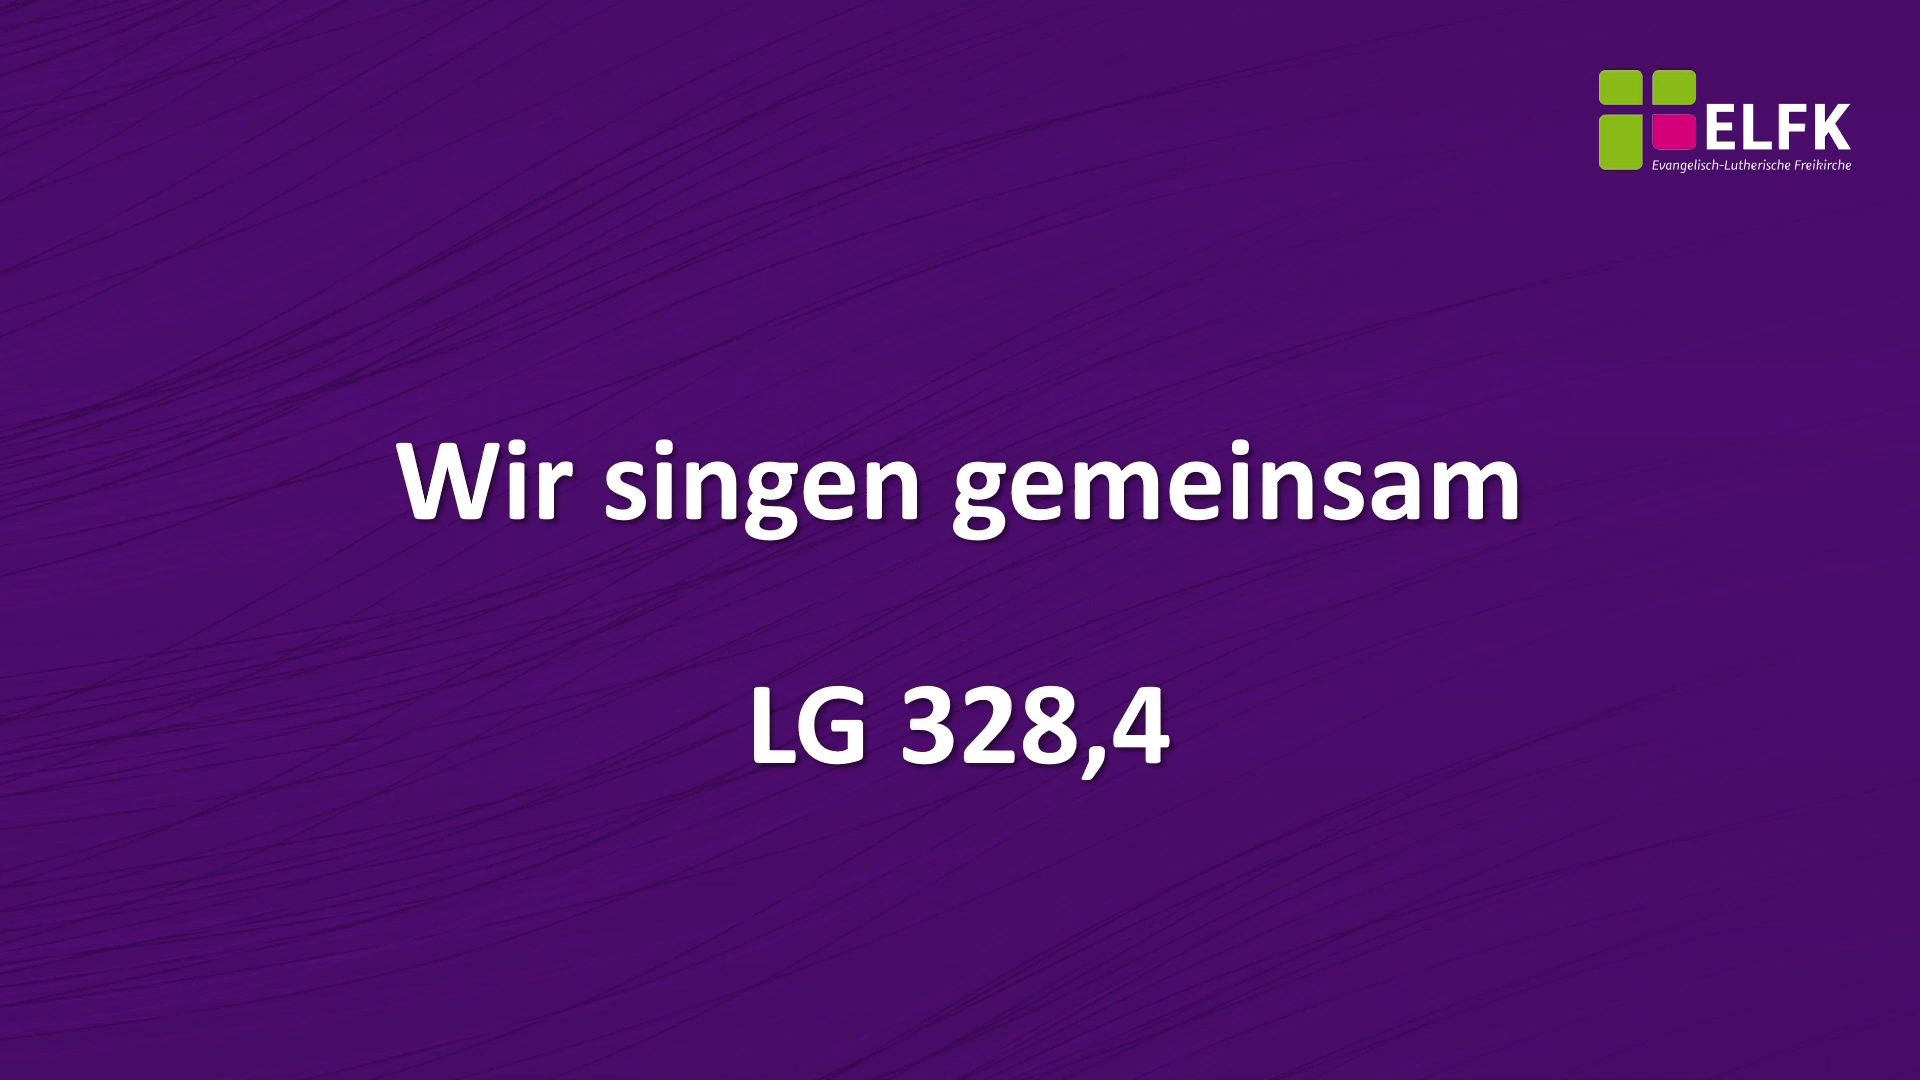 ELFK
Evangelisch-Lutherische Freikirche
Wir singen gemeinsam
LG 328,4